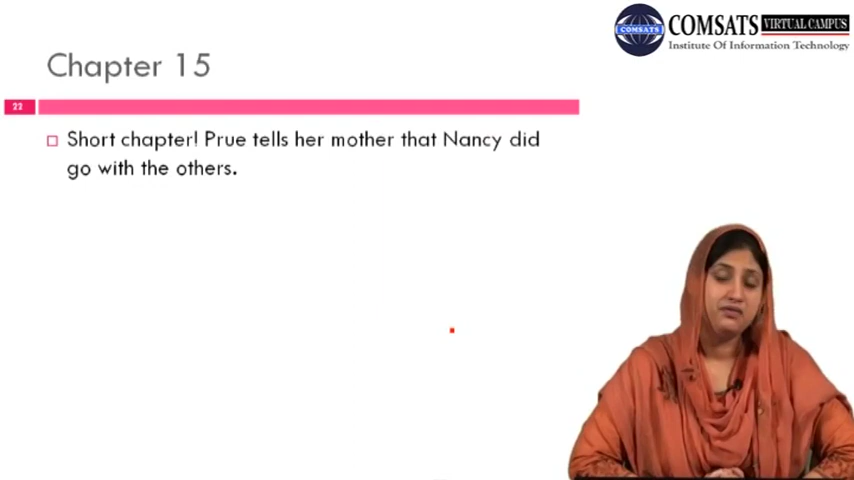 COMSATS VIRTUAL CAMPUS
COMSATS
Institute Of Information Technology
Chapter 15
22
Short chapter! Prue tells her mother that Nancy did
go with the others.